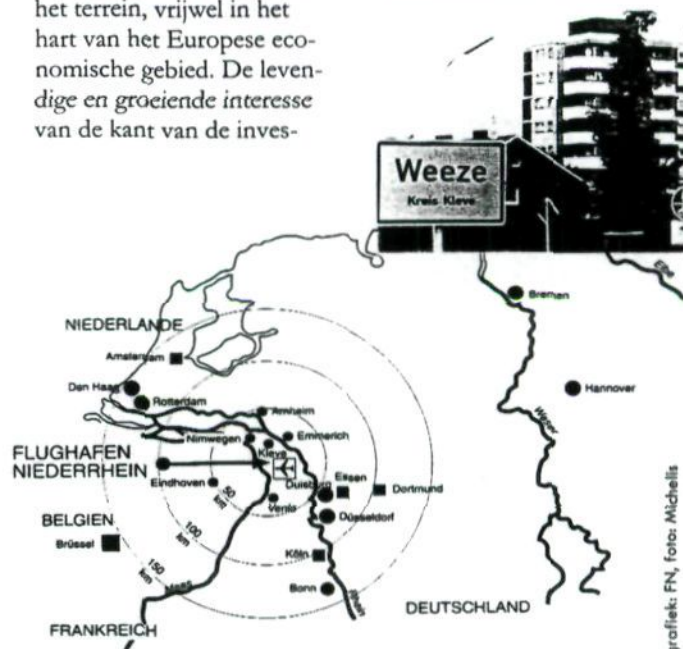 het terrein, vrijwel in het
hart van het Europese eco-
nomische gebied. De leven-
dige en groeiende interesse
van de kant van de inves-
Weeze
Kreis Kleve
Elbe
Bremen
NIEDERLANDE
Amsterdam
Hannover
Den Haag
Rotterdam
Arnheim
Weser
Nimwegen
Emmerich
Kleve
FLUGHAFEN
NIEDERRHEIN
Eindhoven
Duisburg
Essen
Dortmund
50
km
Venlo
Düsseldorf
BELGIEN
Brüssel
100
km
Köln
150
km
Maas
Bonn
Rhein
DEUTSCHLAND
FRANKREICH
grafiek: FN, foto: Michelis